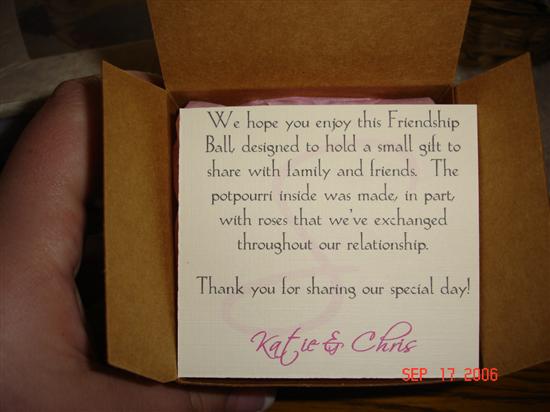 We hope you enjoy this Friendship
Ball, designed to hold a small gift to
share with family and friends. The
potpourri inside was made, in part,
with roses that we've exchanged
throughout our relationship.
Thank you for sharing our special day!
Katie & Chris
SEP 17 2006